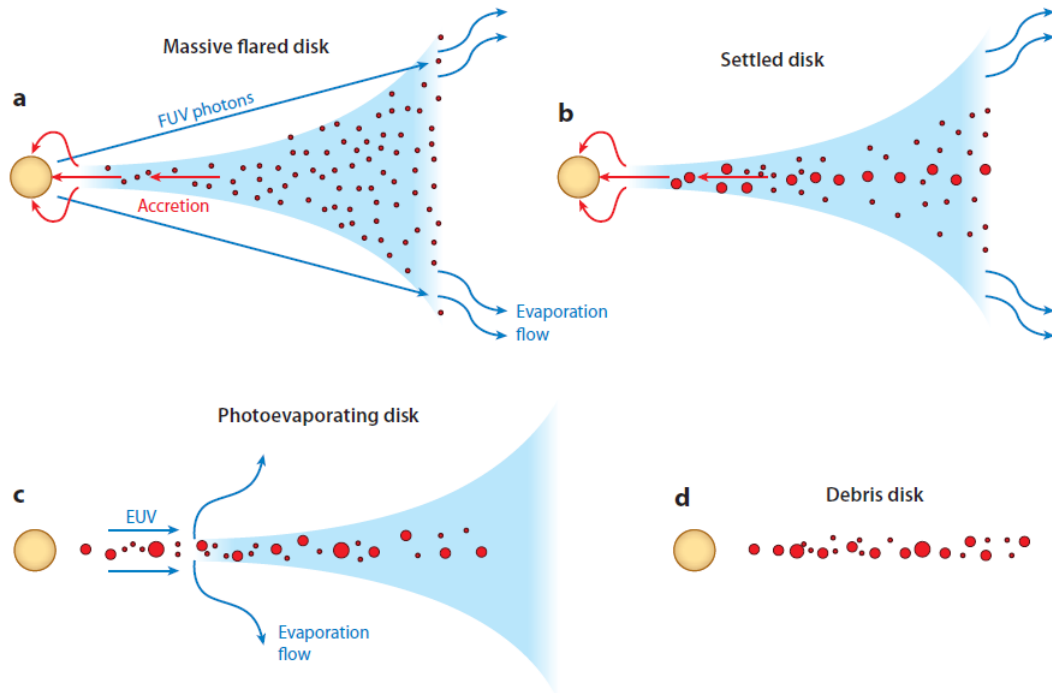 Massive flared disk
a
FUV photons
Accretion
Evaporation
flow
Settled disk
b
Photoevaporating disk
c
EUV
Evaporation
flow
Debris disk
d